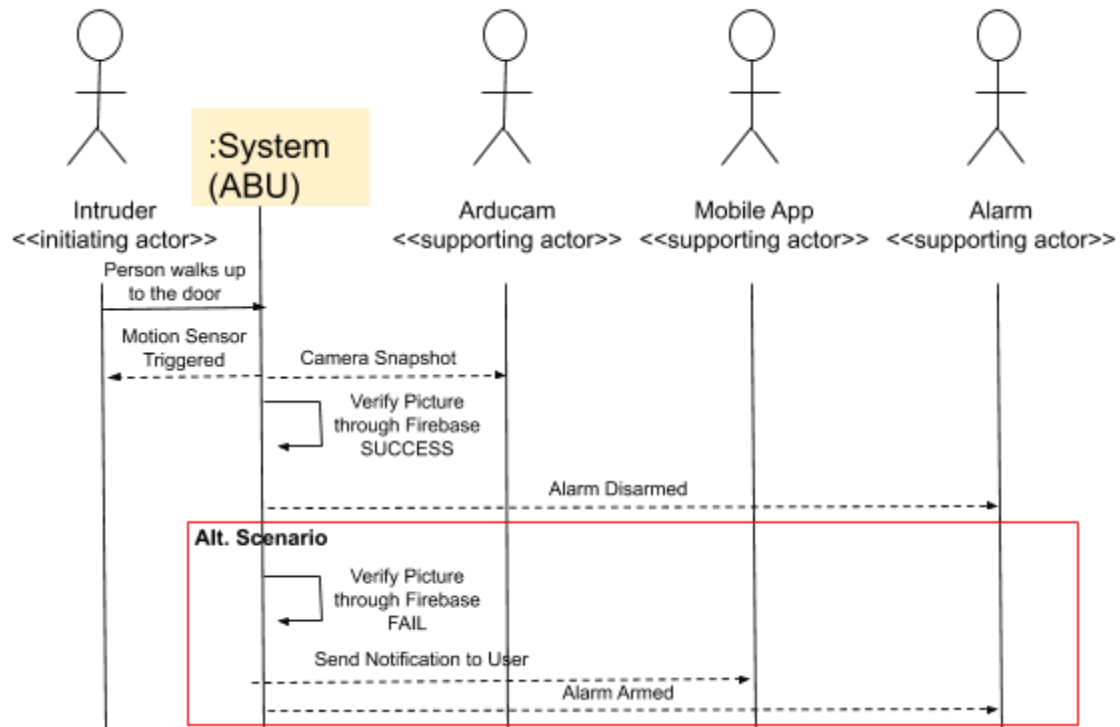 :System
(ABU)
Intruder
<<initiating actor>>
Arducam
<<supporting actor>>
Mobile App
<<supporting actor>>
Alarm
<<supporting actor>>
Person walks up
to the door
Motion Sensor
Triggered
Camera Snapshot
Verify Picture
through Firebase
SUCCESS
Alarm Disarmed
Alt. Scenario
Verify Picture
through Firebase
FAIL
Send Notification to User
Alarm Armed